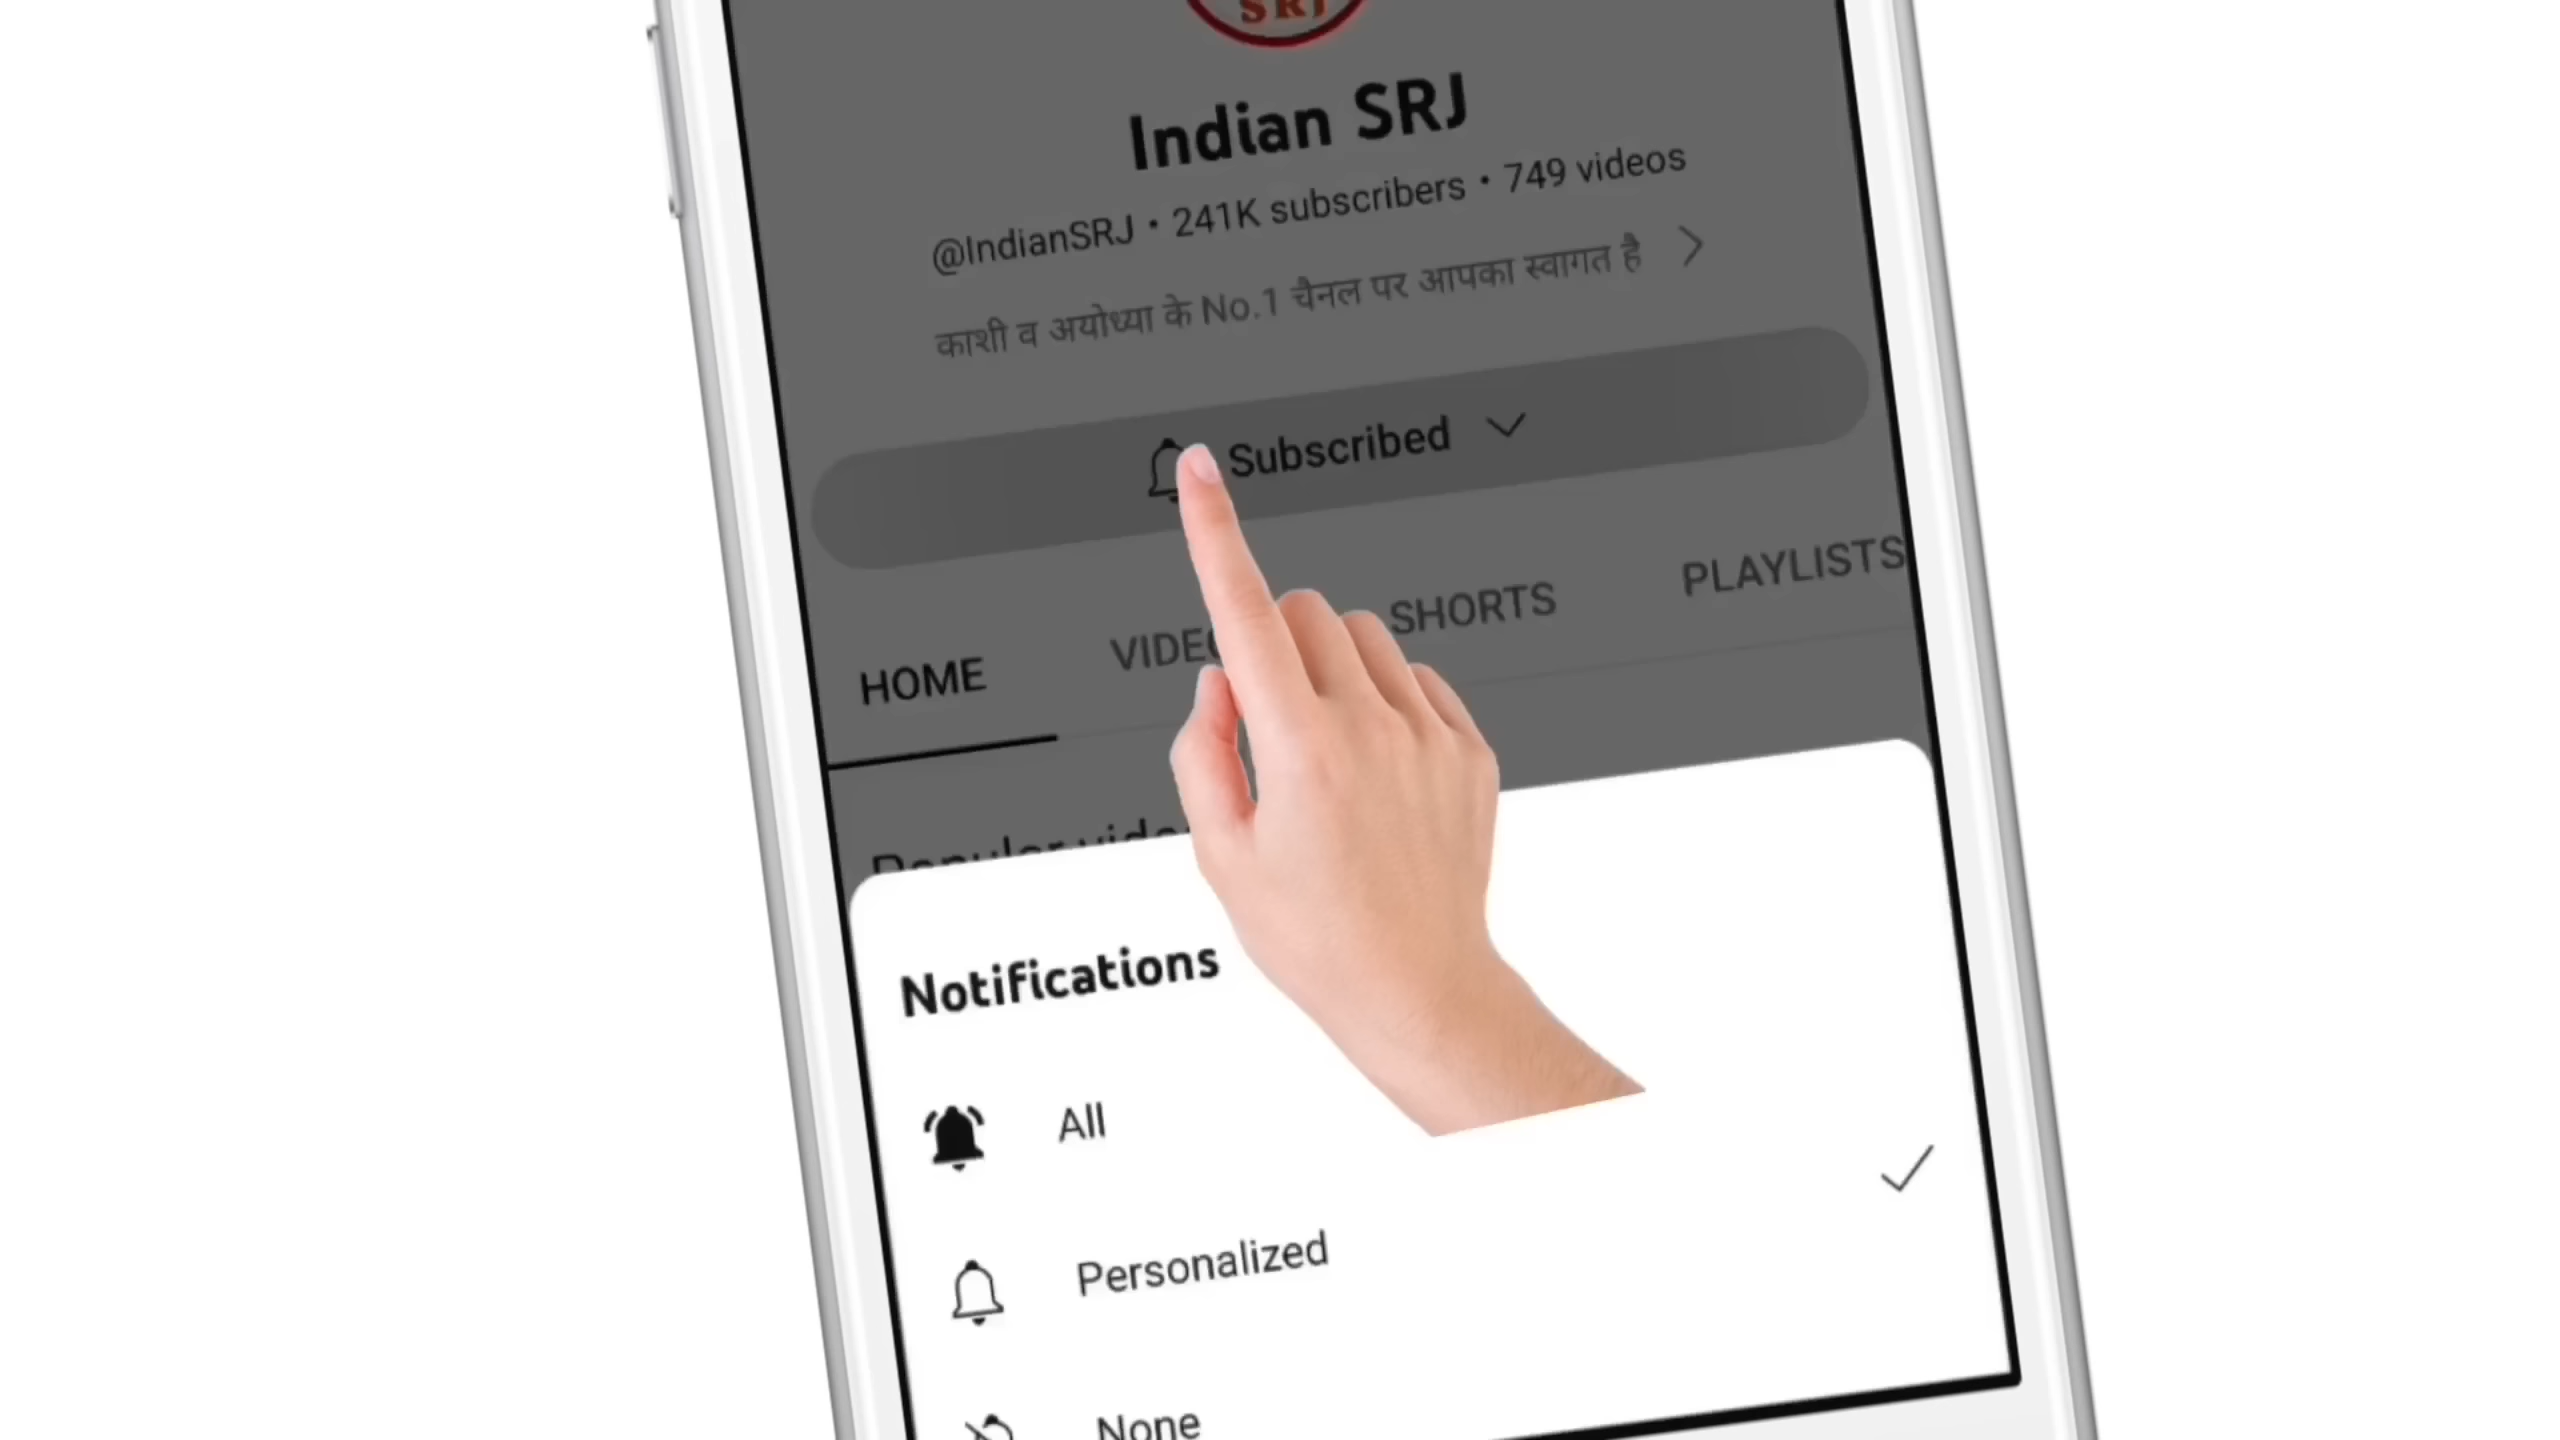 SRJ
Indian SRJ
@IndianSRJ • 241K subscribers • 749 videos
काशी व अयोध्या के No.1 चैनल पर आपका स्वागत है
Subscribed
HOME SHORTS PLAYLISTS
Notifications
All
Personalized
None